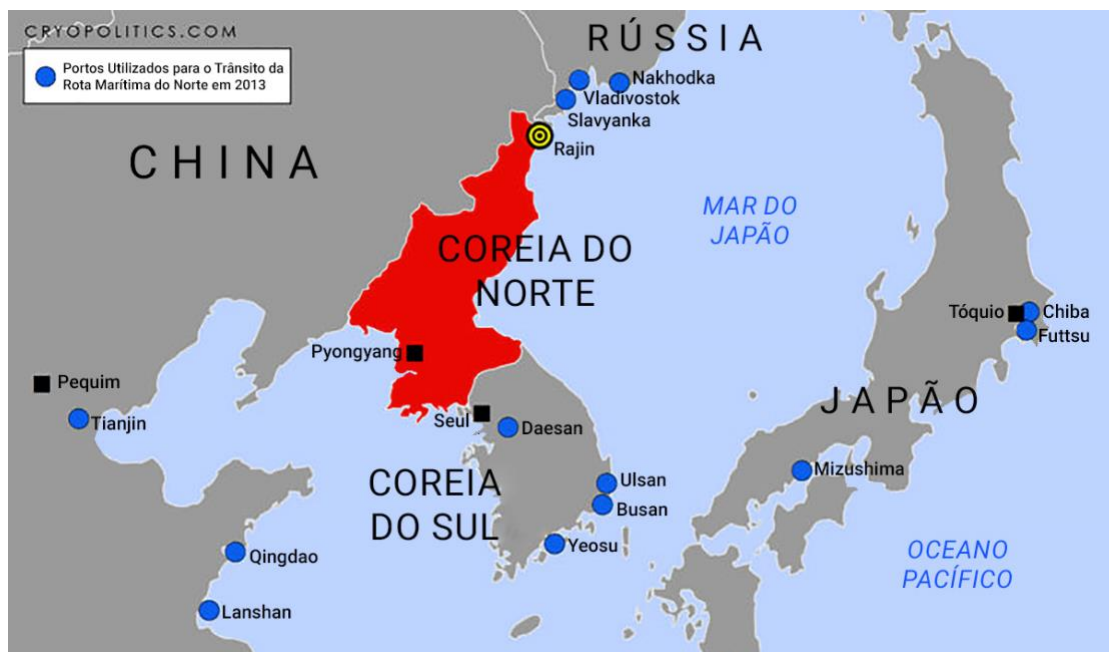 CRYOPOLITICS.COM
Portos Utilizados para o Trânsito da
Rota Marítima do Norte em 2013
RÚSSIA
Nakhodka
Vladivostok
Slavyanka
Rajin
CHINA
MAR DO
JAPÃO
COREIA DO
NORTE
Tóquio
Chiba
Futtsu
Pyongyang
Pequim
Tianjin
Seul
Daesan
JAPÃO
Mizushima
COREIA
DO SUL
Ulsan
Busan
Yeosu
Qingdao
OCEANO
PACÍFICO
Lanshan